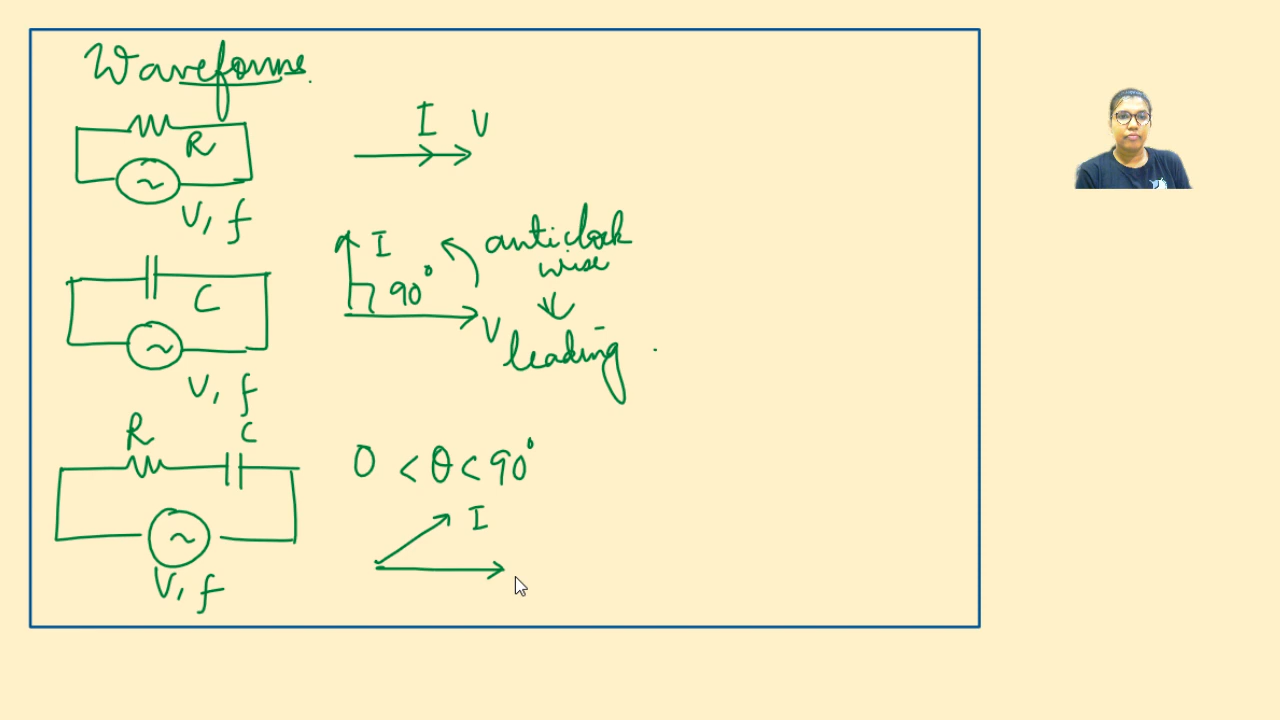 Waveforms.
R
I V
V, f
I
90°
anticlock
wise
C
V
leading.
V, f
R C
0 < θ < 90°
I
V, f